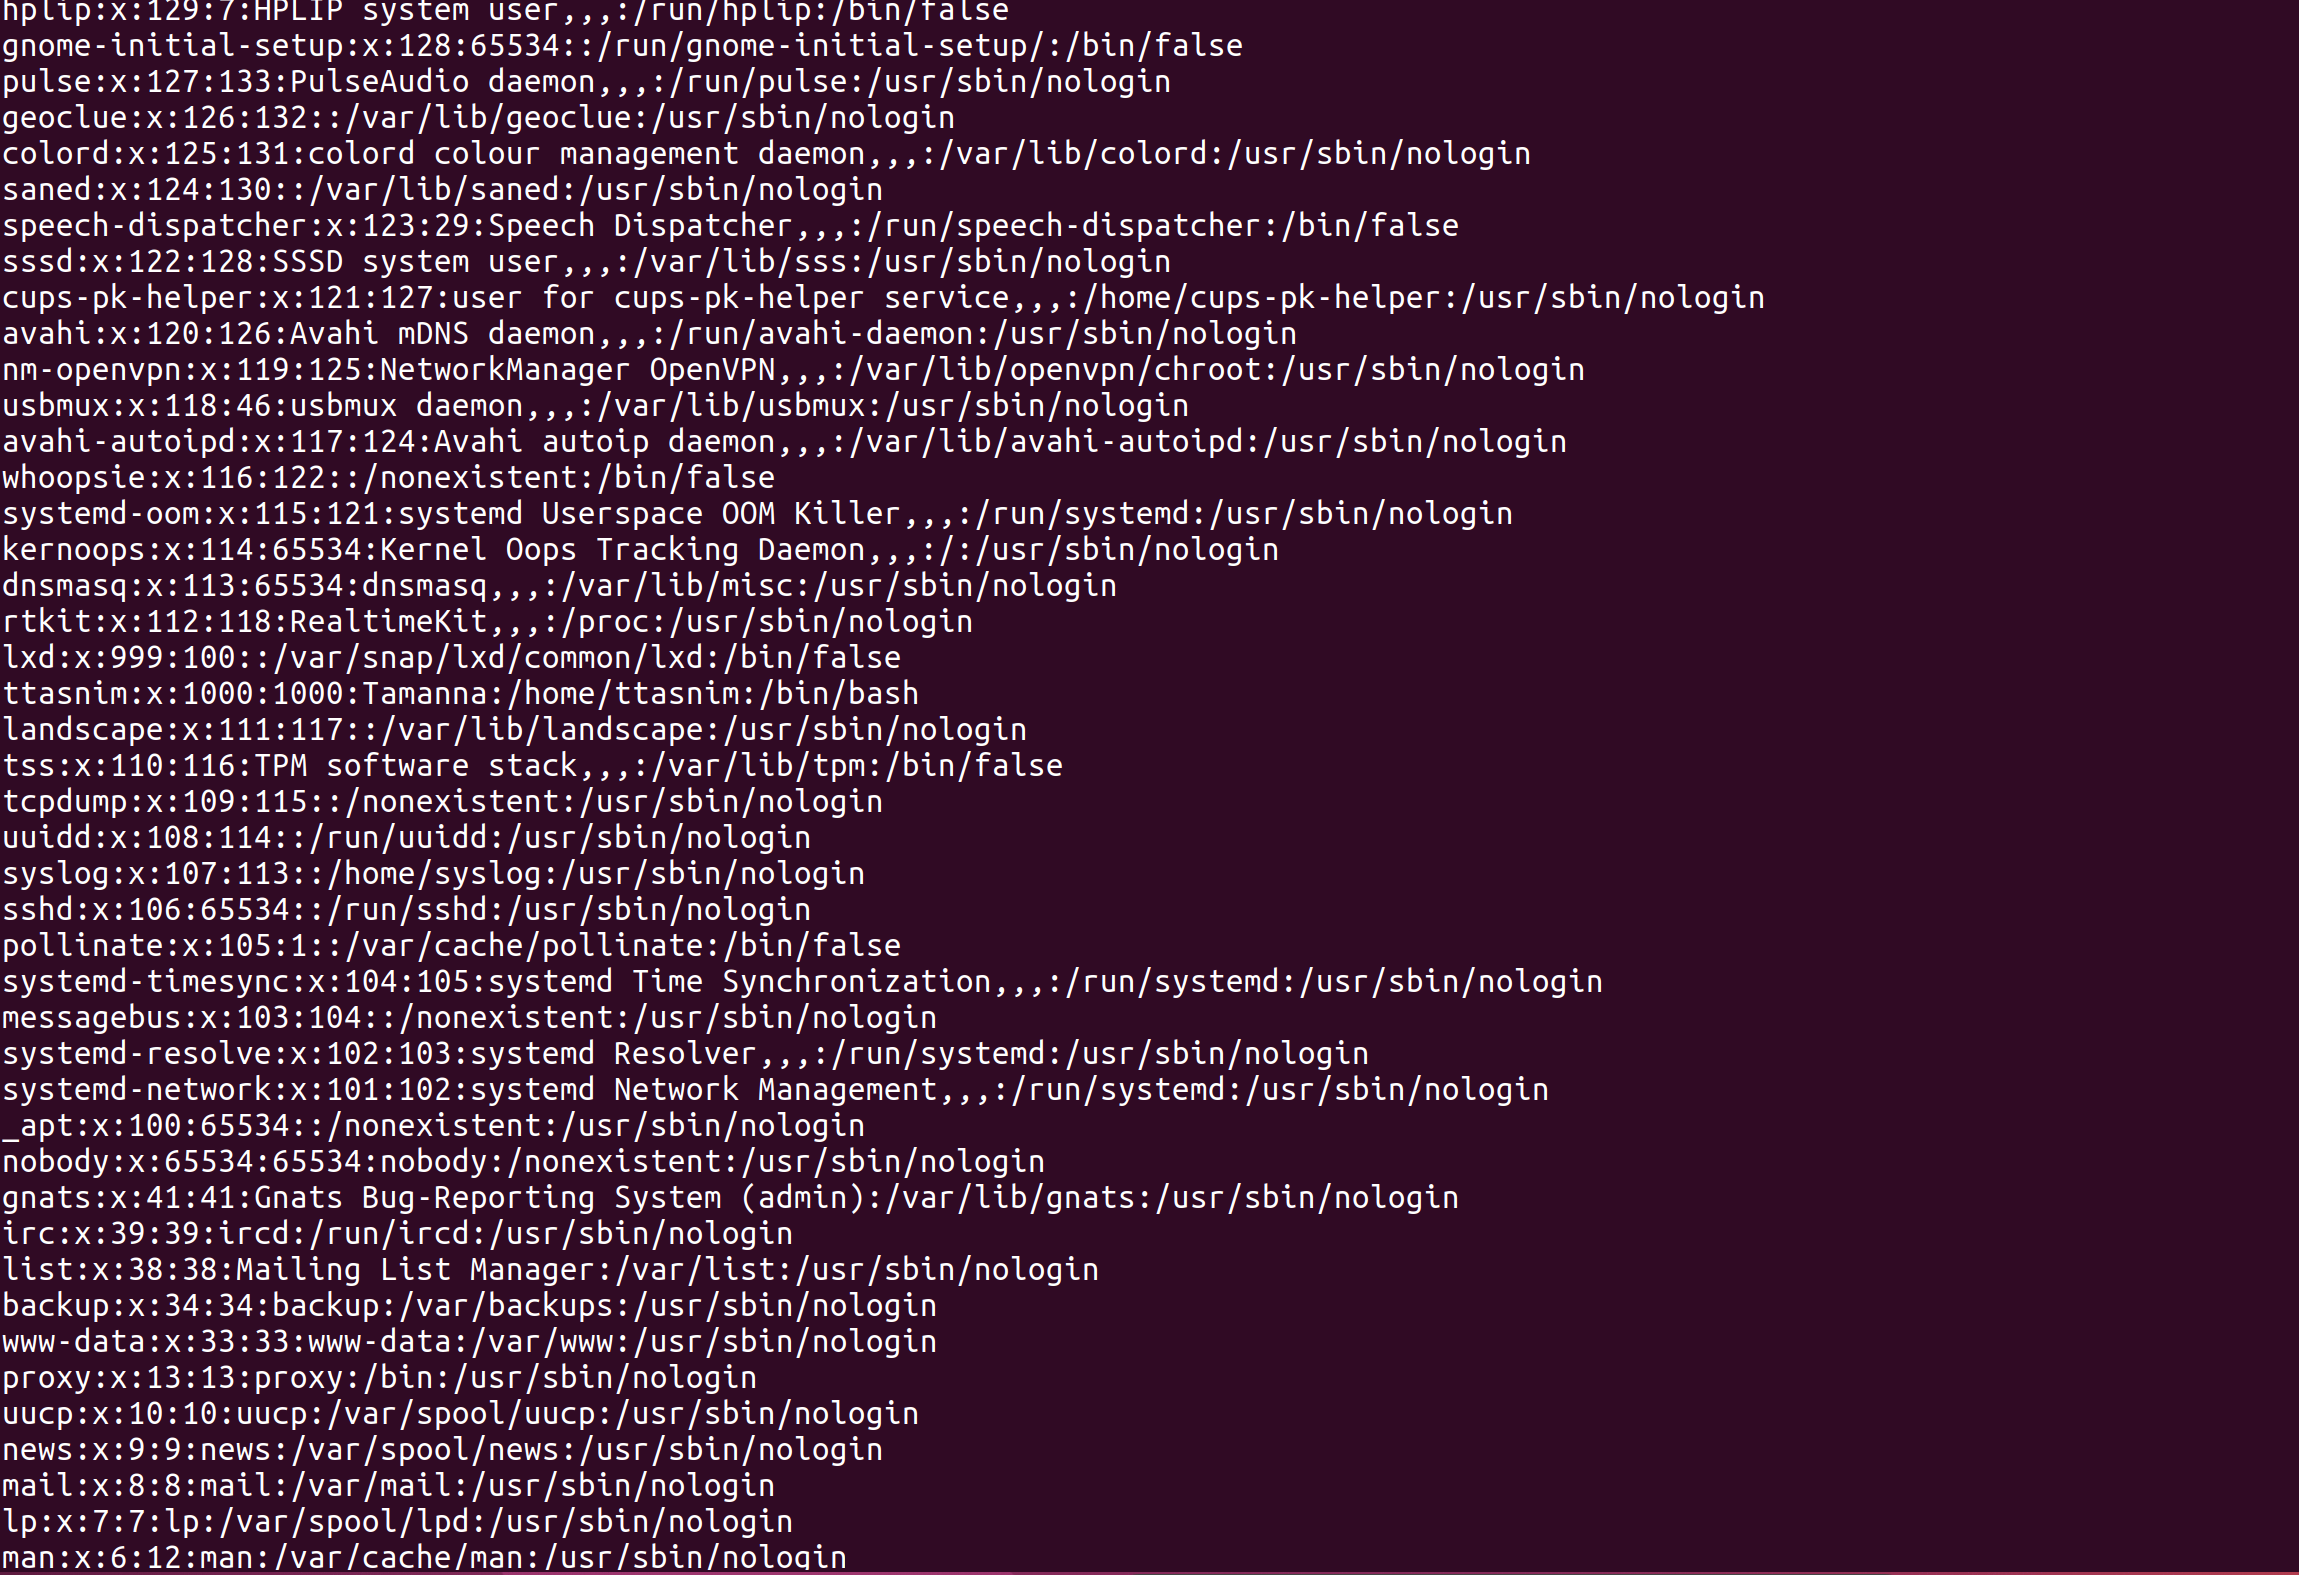 hplip:x:129:7:HPLIP system user,,,:/run/hplip:/bin/false
gnome-initial-setup:x:128:65534::/run/gnome-initial-setup/:/bin/false
pulse:x:127:133:PulseAudio daemon,,,:/run/pulse:/usr/sbin/nologin
geoclue:x:126:132::/var/lib/geoclue:/usr/sbin/nologin
colord:x:125:131:colord colour management daemon,,,:/var/lib/colord:/usr/sbin/nologin
saned:x:124:130::/var/lib/saned:/usr/sbin/nologin
speech-dispatcher:x:123:29:Speech Dispatcher,,,:/run/speech-dispatcher:/bin/false
sssd:x:122:128:SSSD system user,,,:/var/lib/sss:/usr/sbin/nologin
cups-pk-helper:x:121:127:user for cups-pk-helper service,,,:/home/cups-pk-helper:/usr/sbin/nologin
avahi:x:120:126:Avahi mDNS daemon,,,:/run/avahi-daemon:/usr/sbin/nologin
nm-openvpn:x:119:125:NetworkManager OpenVPN,,,:/var/lib/openvpn/chroot:/usr/sbin/nologin
usbmux:x:118:46:usbmux daemon,,,:/var/lib/usbmux:/usr/sbin/nologin
avahi-autoipd:x:117:124:Avahi autoip daemon,,,:/var/lib/avahi-autoipd:/usr/sbin/nologin
whoopsie:x:116:122::/nonexistent:/bin/false
systemd-oom:x:115:121:systemd Userspace OOM Killer,,,:/run/systemd:/usr/sbin/nologin
kernoops:x:114:65534:Kernel Oops Tracking Daemon,,,:/:/usr/sbin/nologin
dnsmasq:x:113:65534:dnsmasq,,,:/var/lib/misc:/usr/sbin/nologin
rtkit:x:112:118:RealtimeKit,,,:/proc:/usr/sbin/nologin
lxd:x:999:100::/var/snap/lxd/common/lxd:/bin/false
ttasnim:x:1000:1000:Tamanna:/home/ttasnim:/bin/bash
landscape:x:111:117::/var/lib/landscape:/usr/sbin/nologin
tss:x:110:116:TPM software stack,,,:/var/lib/tpm:/bin/false
tcpdump:x:109:115::/nonexistent:/usr/sbin/nologin
uuidd:x:108:114::/run/uuidd:/usr/sbin/nologin
syslog:x:107:113::/home/syslog:/usr/sbin/nologin
sshd:x:106:65534::/run/sshd:/usr/sbin/nologin
pollinate:x:105:1::/var/cache/pollinate:/bin/false
systemd-timesync:x:104:105:systemd Time Synchronization,,,:/run/systemd:/usr/sbin/nologin
messagebus:x:103:104::/nonexistent:/usr/sbin/nologin
systemd-resolve:x:102:103:systemd Resolver,,,:/run/systemd:/usr/sbin/nologin
systemd-network:x:101:102:systemd Network Management,,,:/run/systemd:/usr/sbin/nologin
_apt:x:100:65534::/nonexistent:/usr/sbin/nologin
nobody:x:65534:65534:nobody:/nonexistent:/usr/sbin/nologin
gnats:x:41:41:Gnats Bug-Reporting System (admin):/var/lib/gnats:/usr/sbin/nologin
irc:x:39:39:ircd:/run/ircd:/usr/sbin/nologin
list:x:38:38:Mailing List Manager:/var/list:/usr/sbin/nologin
backup:x:34:34:backup:/var/backups:/usr/sbin/nologin
www-data:x:33:33:www-data:/var/www:/usr/sbin/nologin
proxy:x:13:13:proxy:/bin:/usr/sbin/nologin
uucp:x:10:10:uucp:/var/spool/uucp:/usr/sbin/nologin
news:x:9:9:news:/var/spool/news:/usr/sbin/nologin
mail:x:8:8:mail:/var/mail:/usr/sbin/nologin
lp:x:7:7:lp:/var/spool/lpd:/usr/sbin/nologin
man:x:6:12:man:/var/cache/man:/usr/sbin/nologin